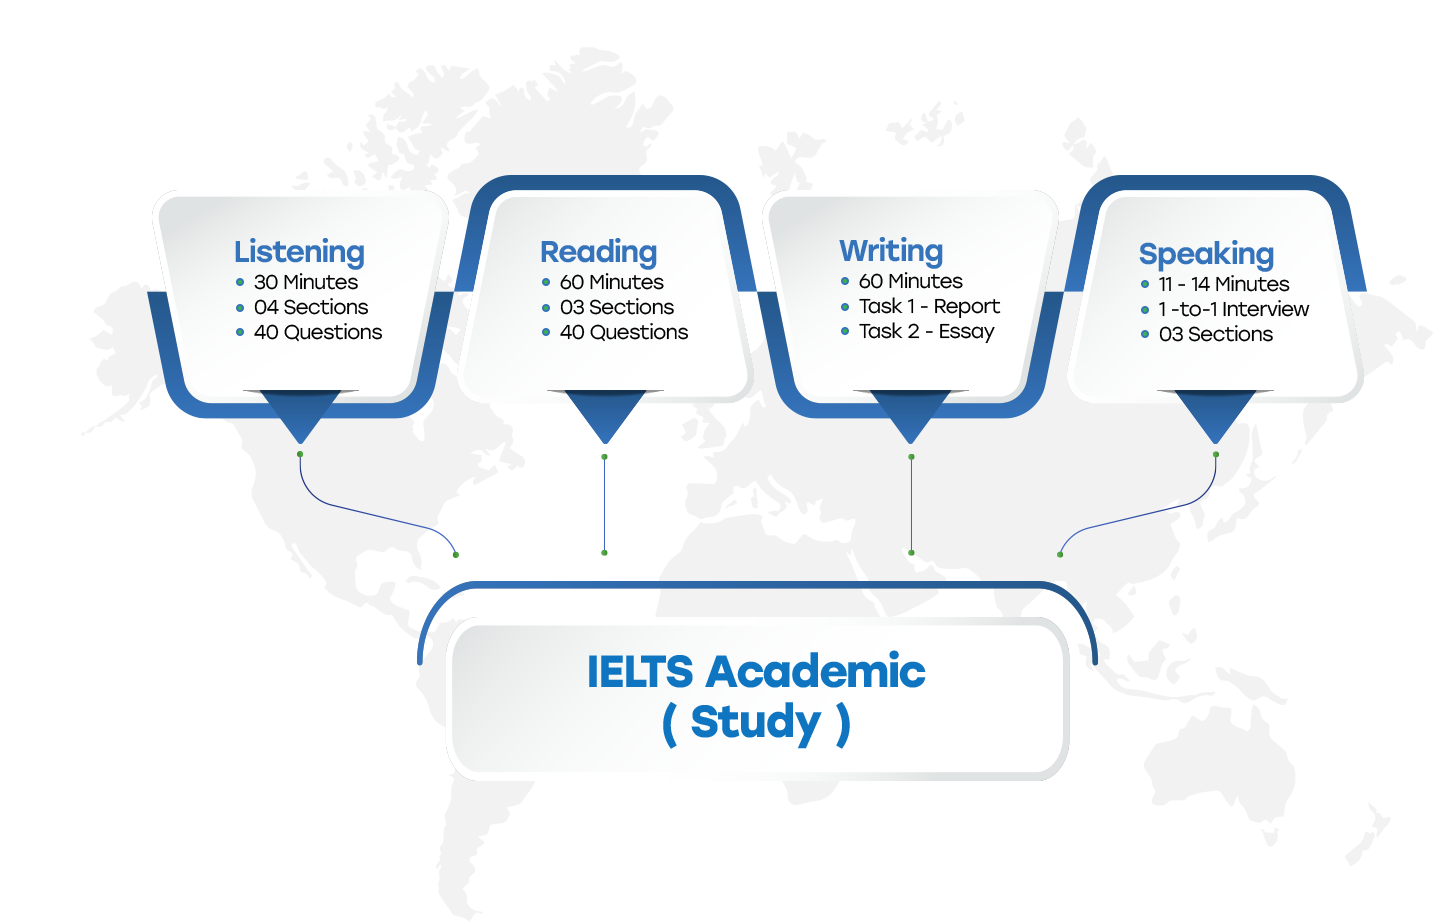 Listening
30 Minutes
04 Sections
40 Questions
Reading
60 Minutes
03 Sections
40 Questions
Writing
60 Minutes
Task 1 - Report
Task 2 - Essay
Speaking
11 - 14 Minutes
1 -to-1 Interview
03 Sections
IELTS Academic
( Study )